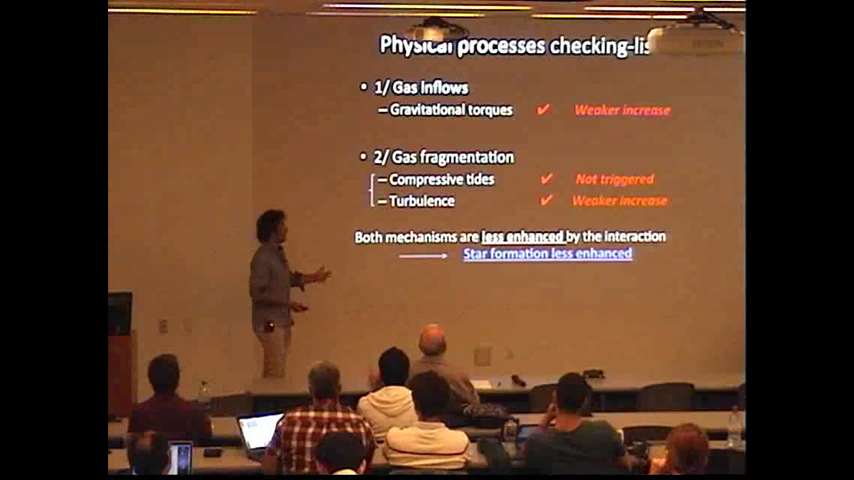 Physical processes checking-lis
• 1/ Gas inflows
– Gravitational torques ✔ Weaker increase
• 2/ Gas fragmentation
– Compressive tides ✔ Not triggered
– Turbulence ✔ Weaker increase
Both mechanisms are less enhanced by the interaction
→ Star formation less enhanced
EPSON